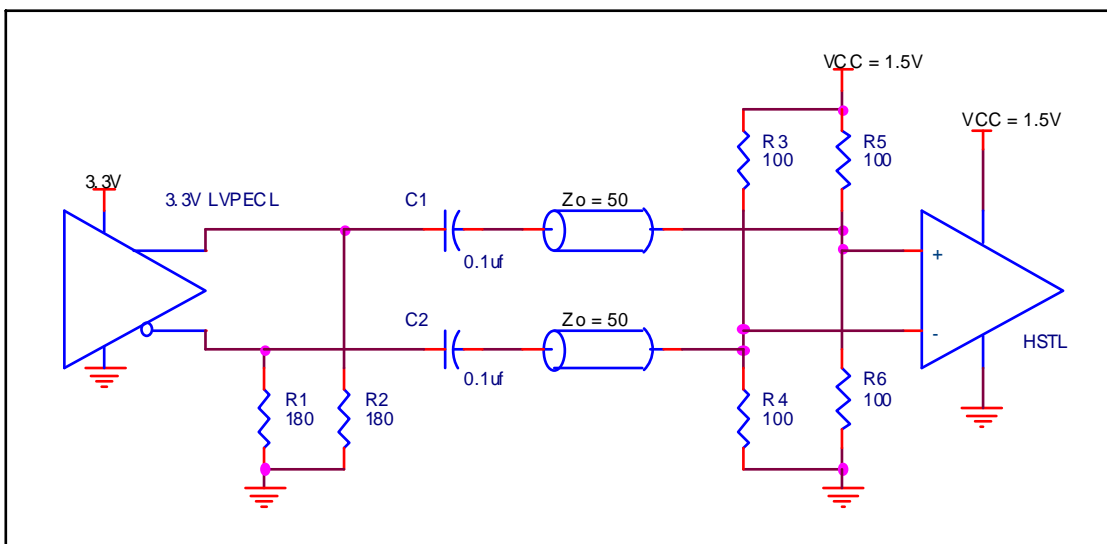 VCC = 1.5V
VCC = 1.5V
3.3V
3.3V LVPECL
C1
0.1uf
Zo = 50
R3
100
R5
100
+
-
HSTL
C2
0.1uf
Zo = 50
R1
180
R2
180
R4
100
R6
100